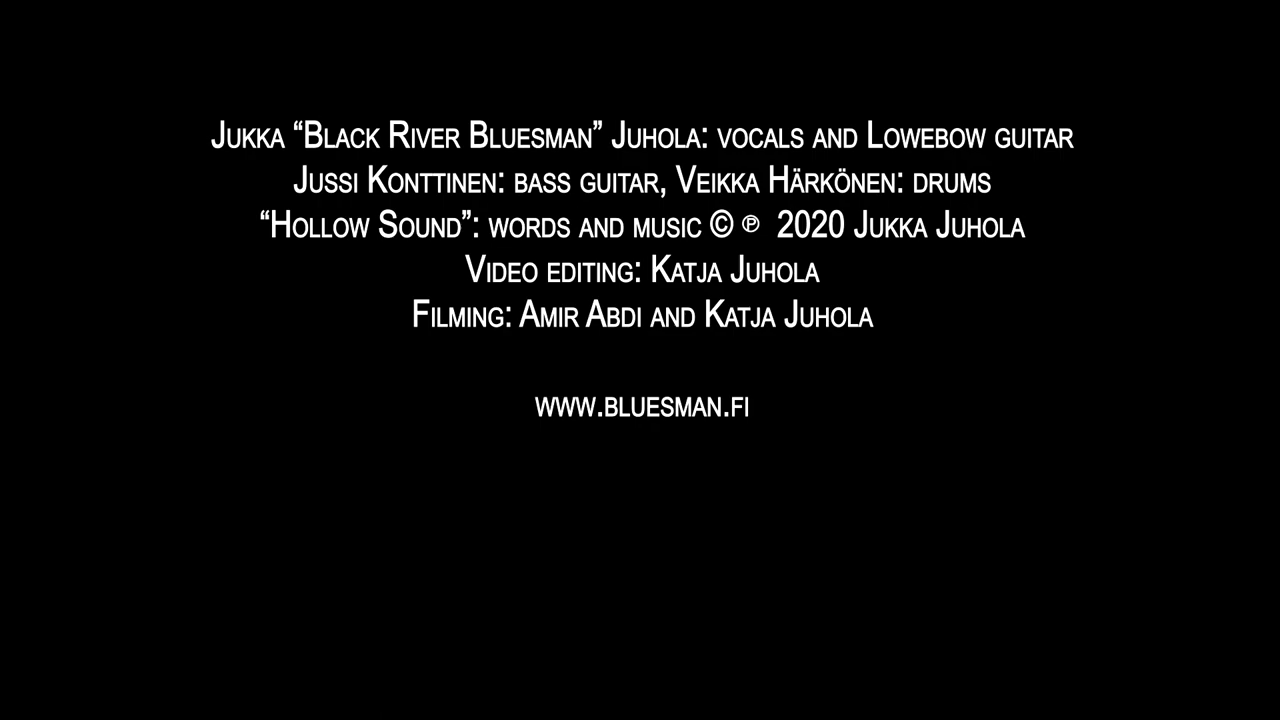 Jukka “Black River Bluesman” Juhola: vocals and Lowebow guitar
Jussi Konttinen: bass guitar, Veikka Härkönen: drums
“Hollow Sound”: words and music © ℗ 2020 Jukka Juhola
Video editing: Katja Juhola
Filming: Amir Abdi and Katja Juhola
www.bluesman.fi